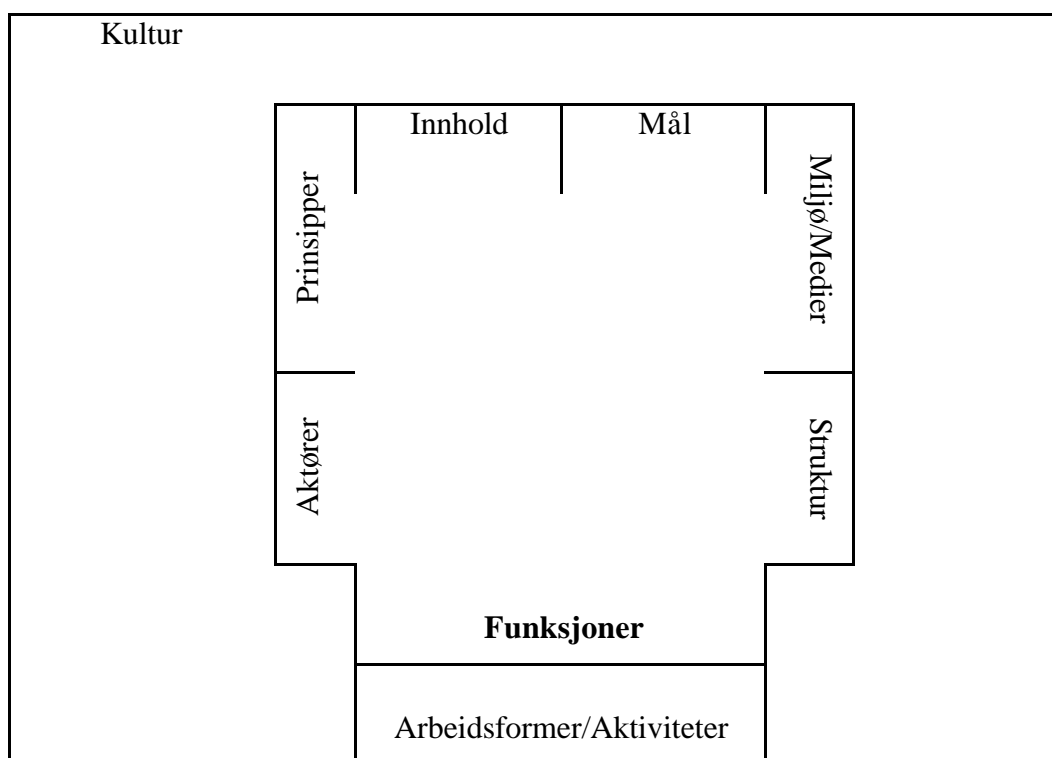 Kultur
Innhold
Mål
Prinsipper
Miljø/Medier
Aktører
Struktur
Funksjoner
Arbeidsformer/Aktiviteter